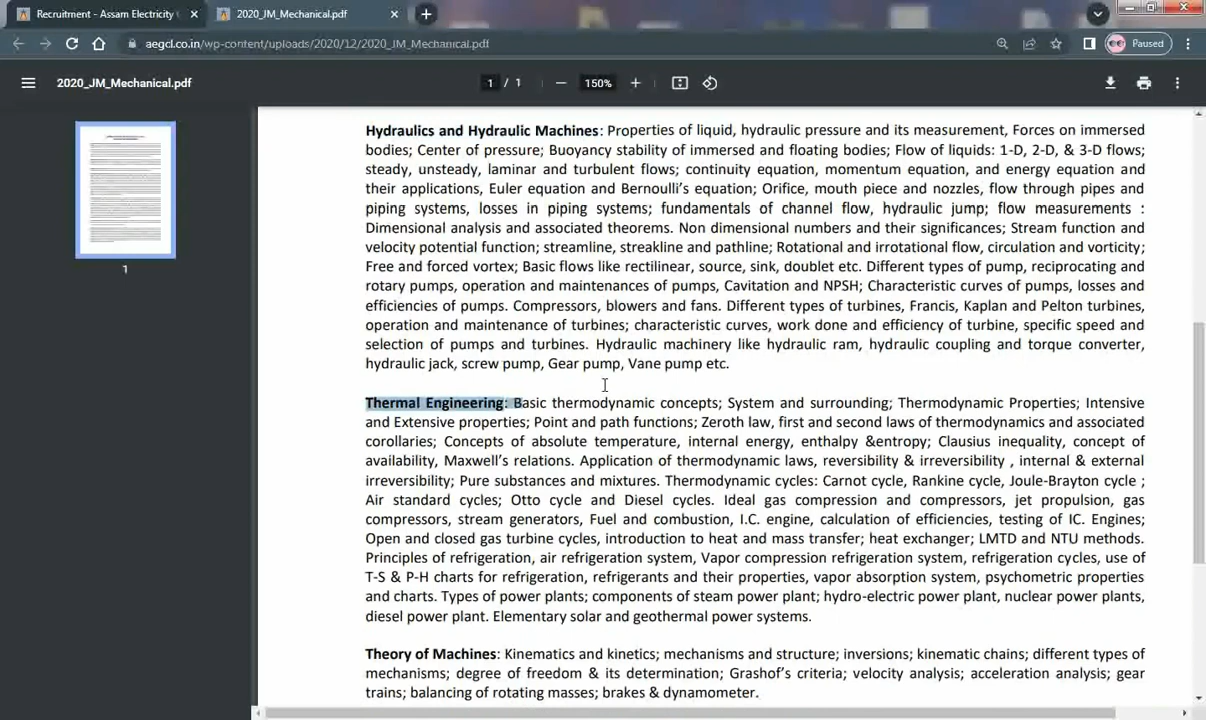 Recruitment - Assam Electricity
2020_JM_Mechanical.pdf
aegcl.co.in/wp-content/uploads/2020/12/2020_JM_Mechanical.pdf
Paused
2020_JM_Mechanical.pdf
1 / 1
150%
1
Hydraulics and Hydraulic Machines: Properties of liquid, hydraulic pressure and its measurement, Forces on immersed
bodies; Center of pressure; Buoyancy stability of immersed and floating bodies; Flow of liquids: 1-D, 2-D, & 3-D flows;
steady, unsteady, laminar and turbulent flows; continuity equation, momentum equation, and energy equation and
their applications, Euler equation and Bernoulli's equation; Orifice, mouth piece and nozzles, flow through pipes and
piping systems, losses in piping systems; fundamentals of channel flow, hydraulic jump; flow measurements :
Dimensional analysis and associated theorems. Non dimensional numbers and their significances; Stream function and
velocity potential function; streamline, streakline and pathline; Rotational and irrotational flow, circulation and vorticity;
Free and forced vortex; Basic flows like rectilinear, source, sink, doublet etc. Different types of pump, reciprocating and
rotary pumps, operation and maintenances of pumps, Cavitation and NPSH; Characteristic curves of pumps, losses and
efficiencies of pumps. Compressors, blowers and fans. Different types of turbines, Francis, Kaplan and Pelton turbines,
operation and maintenance of turbines; characteristic curves, work done and efficiency of turbine, specific speed and
selection of pumps and turbines. Hydraulic machinery like hydraulic ram, hydraulic coupling and torque converter,
hydraulic jack, screw pump, Gear pump, Vane pump etc.
Thermal Engineering: Basic thermodynamic concepts; System and surrounding; Thermodynamic Properties; Intensive
and Extensive properties; Point and path functions; Zeroth law, first and second laws of thermodynamics and associated
corollaries; Concepts of absolute temperature, internal energy, enthalpy &entropy; Clausius inequality, concept of
availability, Maxwell's relations. Application of thermodynamic laws, reversibility & irreversibility , internal & external
irreversibility; Pure substances and mixtures. Thermodynamic cycles: Carnot cycle, Rankine cycle, Joule-Brayton cycle ;
Air standard cycles; Otto cycle and Diesel cycles. Ideal gas compression and compressors, jet propulsion, gas
compressors, stream generators, Fuel and combustion, I.C. engine, calculation of efficiencies, testing of IC. Engines;
Open and closed gas turbine cycles, introduction to heat and mass transfer; heat exchanger; LMTD and NTU methods.
Principles of refrigeration, air refrigeration system, Vapor compression refrigeration system, refrigeration cycles, use of
T-S & P-H charts for refrigeration, refrigerants and their properties, vapor absorption system, psychometric properties
and charts. Types of power plants; components of steam power plant; hydro-electric power plant, nuclear power plants,
diesel power plant. Elementary solar and geothermal power systems.
Theory of Machines: Kinematics and kinetics; mechanisms and structure; inversions; kinematic chains; different types of
mechanisms; degree of freedom & its determination; Grashof's criteria; velocity analysis; acceleration analysis; gear
trains; balancing of rotating masses; brakes & dynamometer.